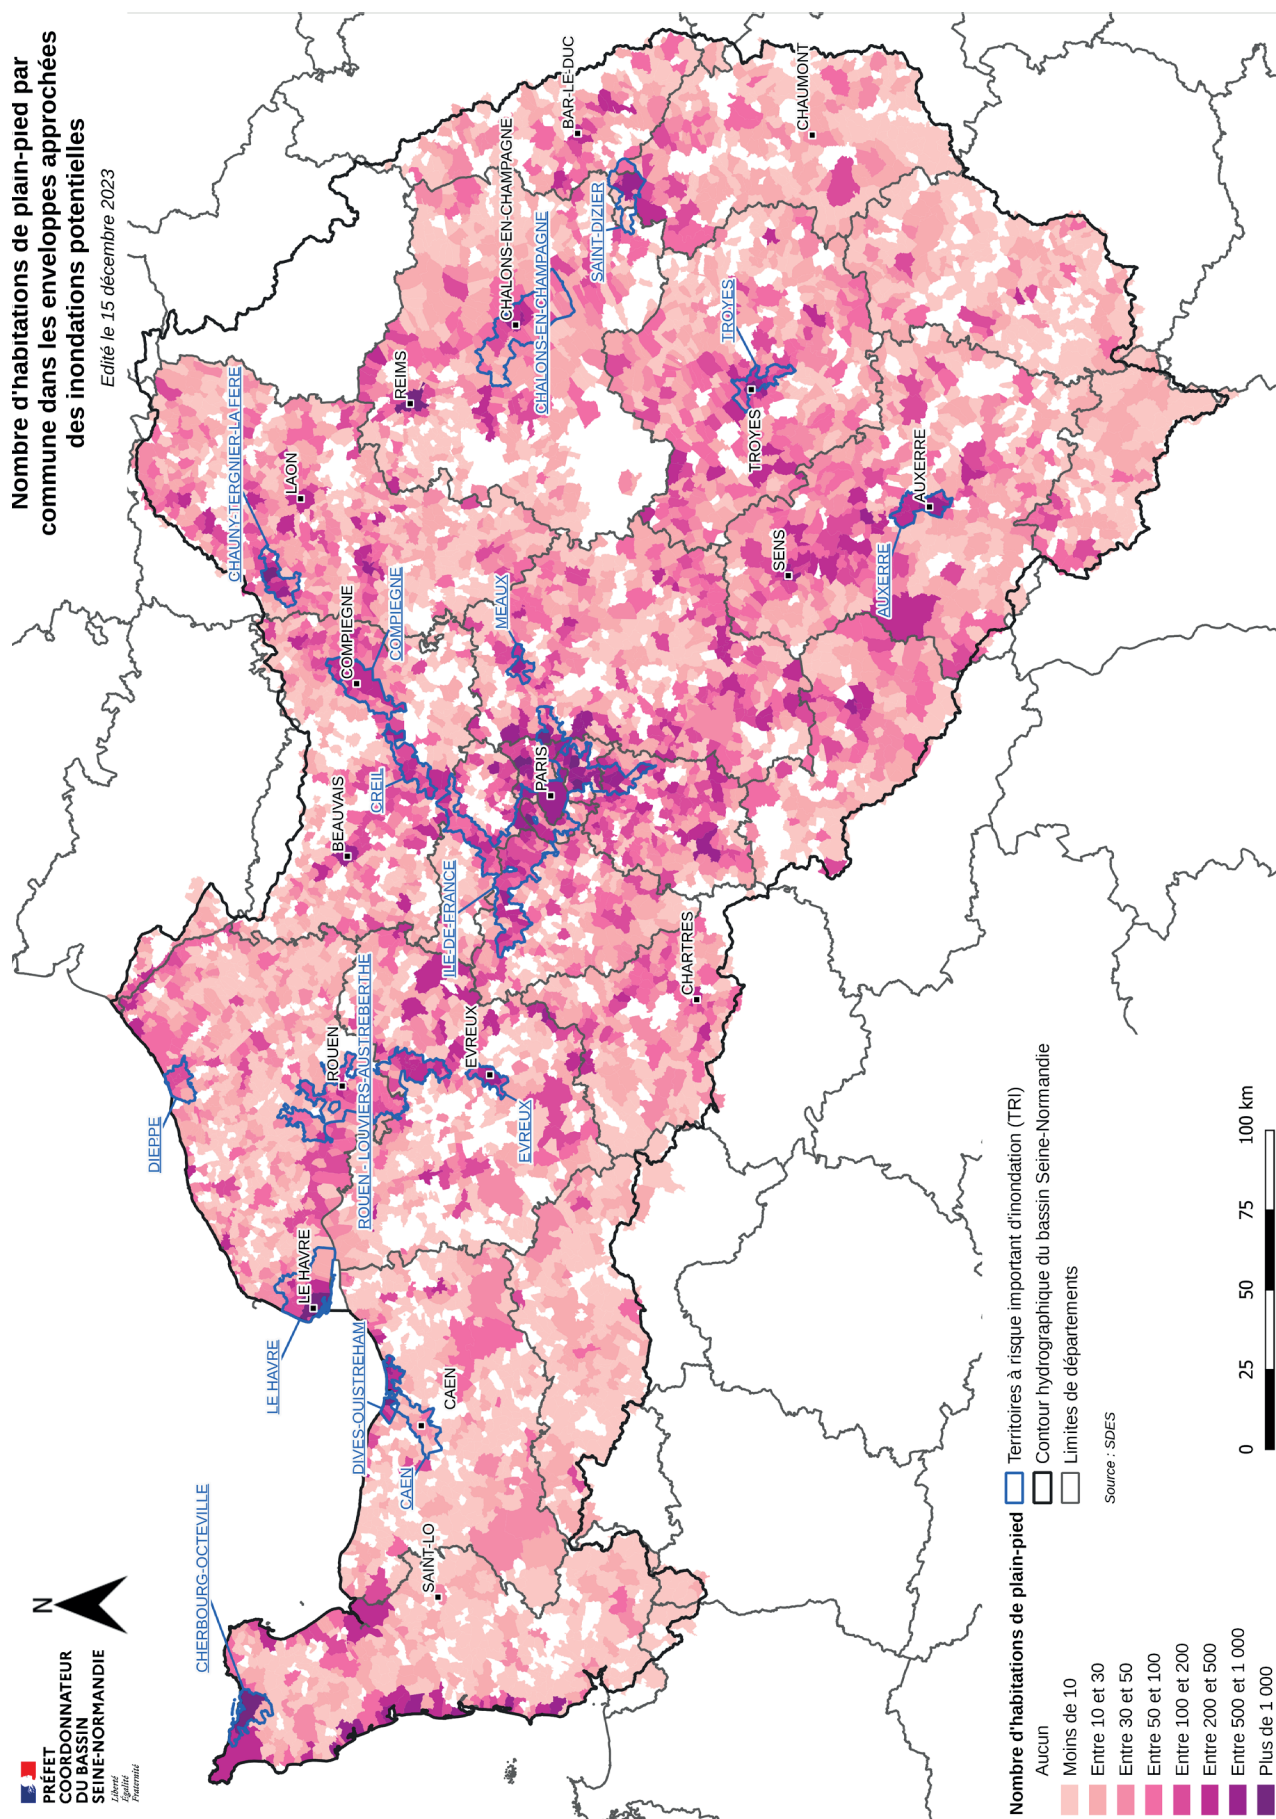 PRÉFET
COORDONNATEUR
DU BASSIN
SEINE-NORMANDIE
Liberté
Égalité
Fraternité
N
Nombre d'habitations de plain-pied par
commune dans les enveloppes approchées
des inondations potentielles
Edité le 15 décembre 2023
CHERBOURG-OCTEVILLE
SAINT-LO
CAEN
CAEN
DIVES-OUISTREHAM
LE HAVRE
LE HAVRE
DIEPPE
ROUEN
ROUEN - LOUVIERS-AUSTREBERTHE
EVREUX
EVREUX
CHARTRES
ILE-DE-FRANCE
BEAUVAIS
CREIL
PARIS
COMPIEGNE
COMPIEGNE
MEAUX
CHAUNY-TERGNIER-LA FERE
LAON
REIMS
SENS
AUXERRE
AUXERRE
TROYES
TROYES
CHALONS-EN-CHAMPAGNE
CHALONS-EN-CHAMPAGNE
SAINT-DIZIER
BAR-LE-DUC
CHAUMONT
Nombre d'habitations de plain-pied
Aucun
Moins de 10
Entre 10 et 30
Entre 30 et 50
Entre 50 et 100
Entre 100 et 200
Entre 200 et 500
Entre 500 et 1 000
Plus de 1 000
Territoires à risque important d'inondation (TRI)
Contour hydrographique du bassin Seine-Normandie
Limites de départements
Source : SDES
0 25 50 75 100 km